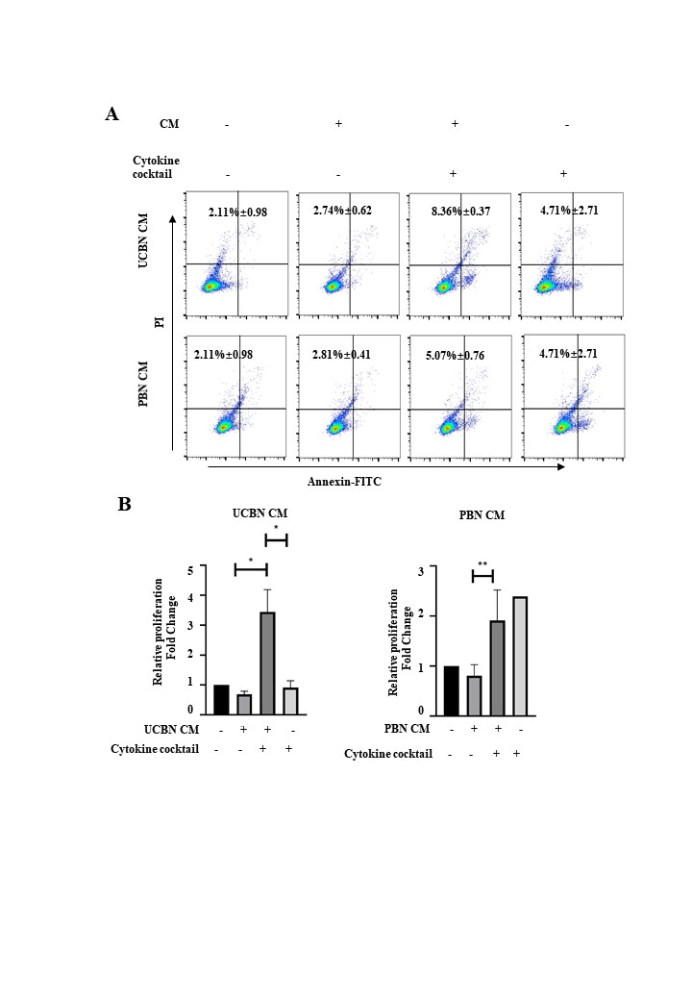 A
CM - + + -
Cytokine
cocktail - - + +
UCBN CM
2.11%±0.98 2.74%±0.62 8.36%±0.37 4.71%±2.71
PI
PBN CM
2.11%±0.98 2.81%±0.41 5.07%±0.76 4.71%±2.71
Annexin-FITC
B
UCBN CM
*
*
Relative proliferation
Fold Change
5
4
3
2
1
0
UCBN CM - + + -
Cytokine cocktail - - + +
PBN CM
**
Relative proliferation
Fold Change
3
2
1
0
PBN CM - + + -
Cytokine cocktail - - + +